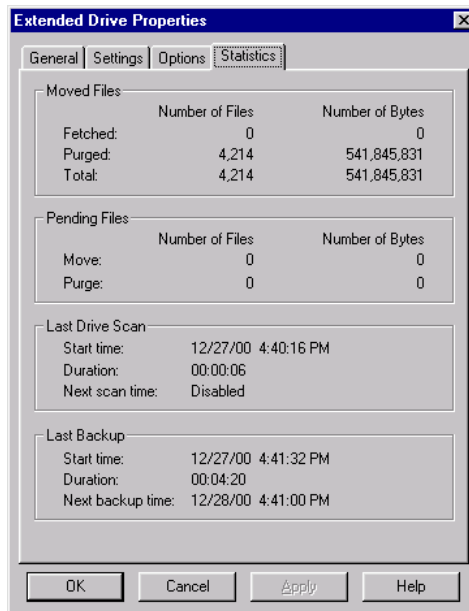 Extended Drive Properties
General Settings Options Statistics
Moved Files
Number of Files Number of Bytes
Fetched: 0 0
Purged: 4,214 541,845,831
Total: 4,214 541,845,831
Pending Files
Number of Files Number of Bytes
Move: 0 0
Purge: 0 0
Last Drive Scan
Start time: 12/27/00 4:40:16 PM
Duration: 00:00:06
Next scan time: Disabled
Last Backup
Start time: 12/27/00 4:41:32 PM
Duration: 00:04:20
Next backup time: 12/28/00 4:41:00 PM
OK Cancel Apply Help